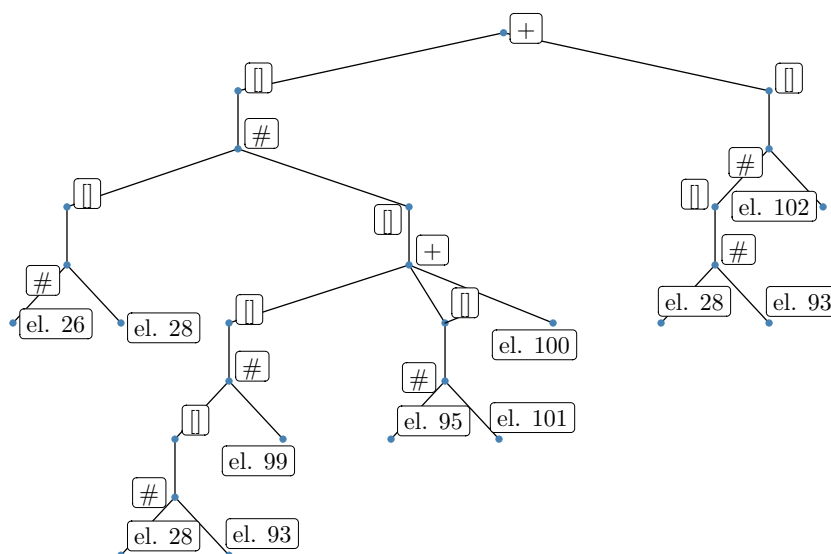 +
[] []
#
# []
[] el. 102
[]
+ #
# el. 26 el. 28 [] [] el. 28 el. 93
el. 100
# #
[] el. 95 el. 101
el. 99
#
el. 28 el. 93